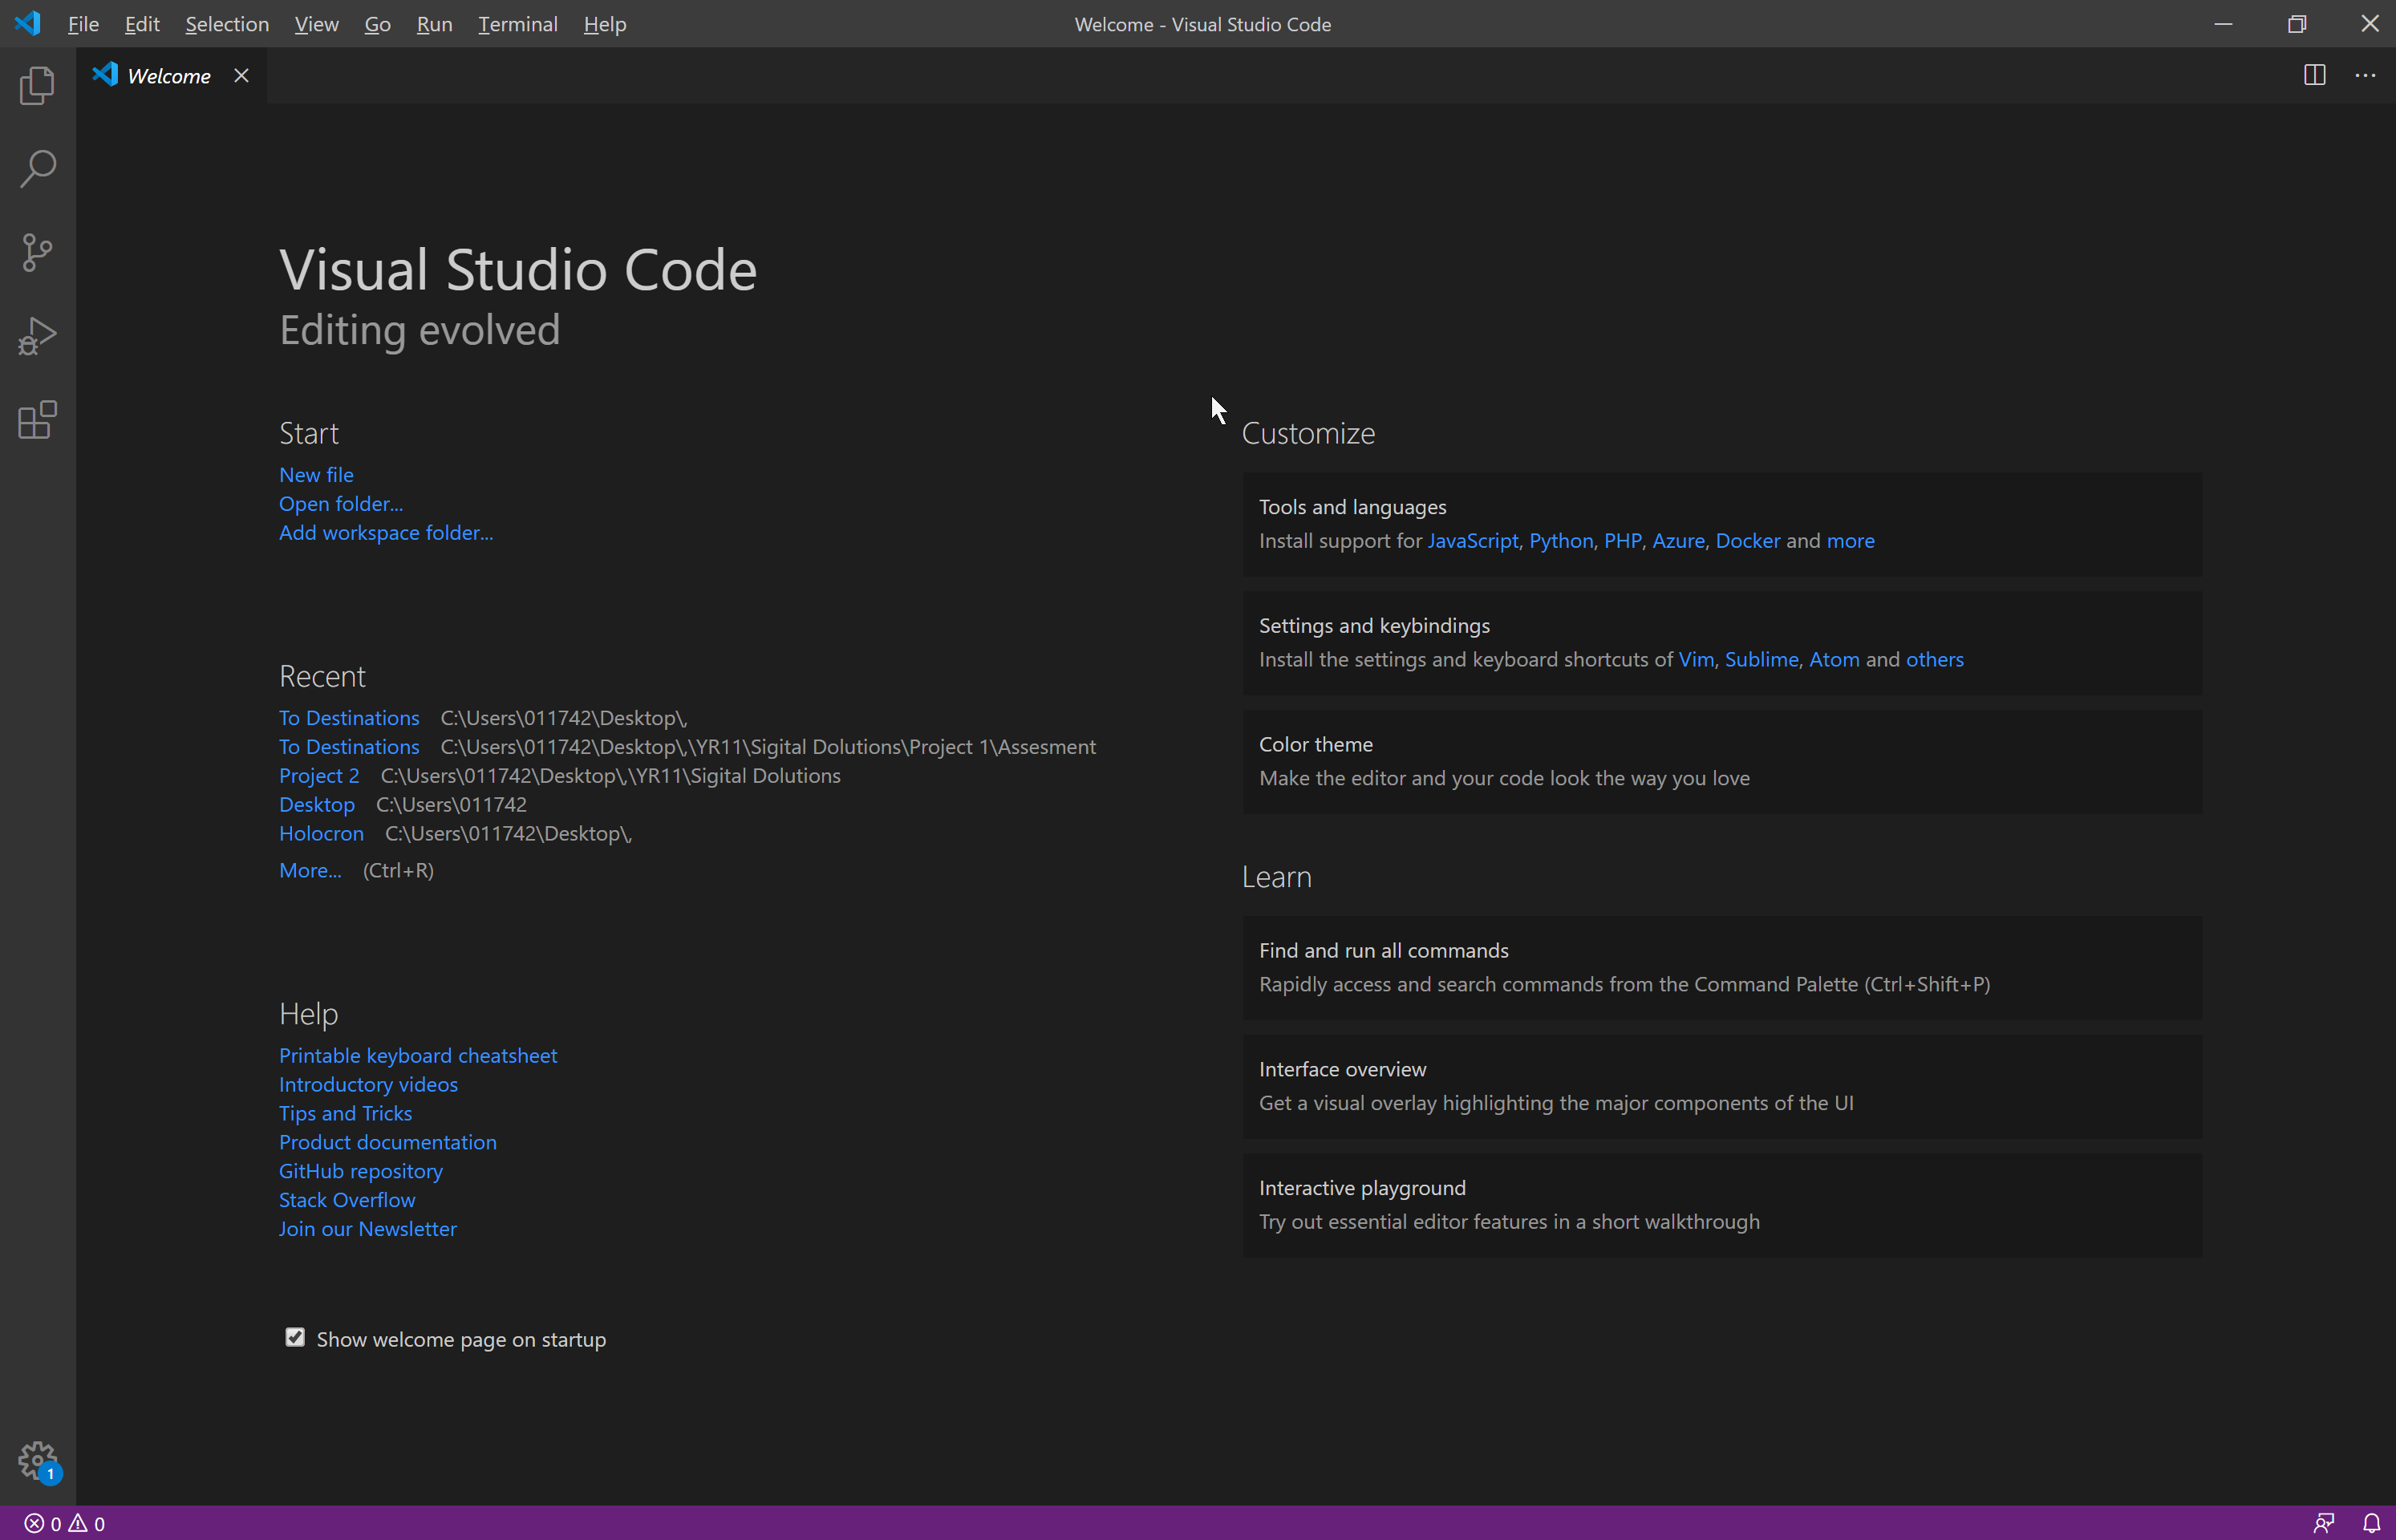 File Edit Selection View Go Run Terminal Help
Welcome - Visual Studio Code
Welcome
Visual Studio Code
Editing evolved
Start
New file
Open folder...
Add workspace folder...
Recent
To Destinations C:\Users\011742\Desktop\,
To Destinations C:\Users\011742\Desktop\,\YR11\Sigital Dolutions\Project 1\Assesment
Project 2 C:\Users\011742\Desktop\,\YR11\Sigital Dolutions
Desktop C:\Users\011742
Holocron C:\Users\011742\Desktop\,
More... (Ctrl+R)
Help
Printable keyboard cheatsheet
Introductory videos
Tips and Tricks
Product documentation
GitHub repository
Stack Overflow
Join our Newsletter
Show welcome page on startup
Customize
Tools and languages
Install support for JavaScript, Python, PHP, Azure, Docker and more
Settings and keybindings
Install the settings and keyboard shortcuts of Vim, Sublime, Atom and others
Color theme
Make the editor and your code look the way you love
Learn
Find and run all commands
Rapidly access and search commands from the Command Palette (Ctrl+Shift+P)
Interface overview
Get a visual overlay highlighting the major components of the UI
Interactive playground
Try out essential editor features in a short walkthrough
1
0 0